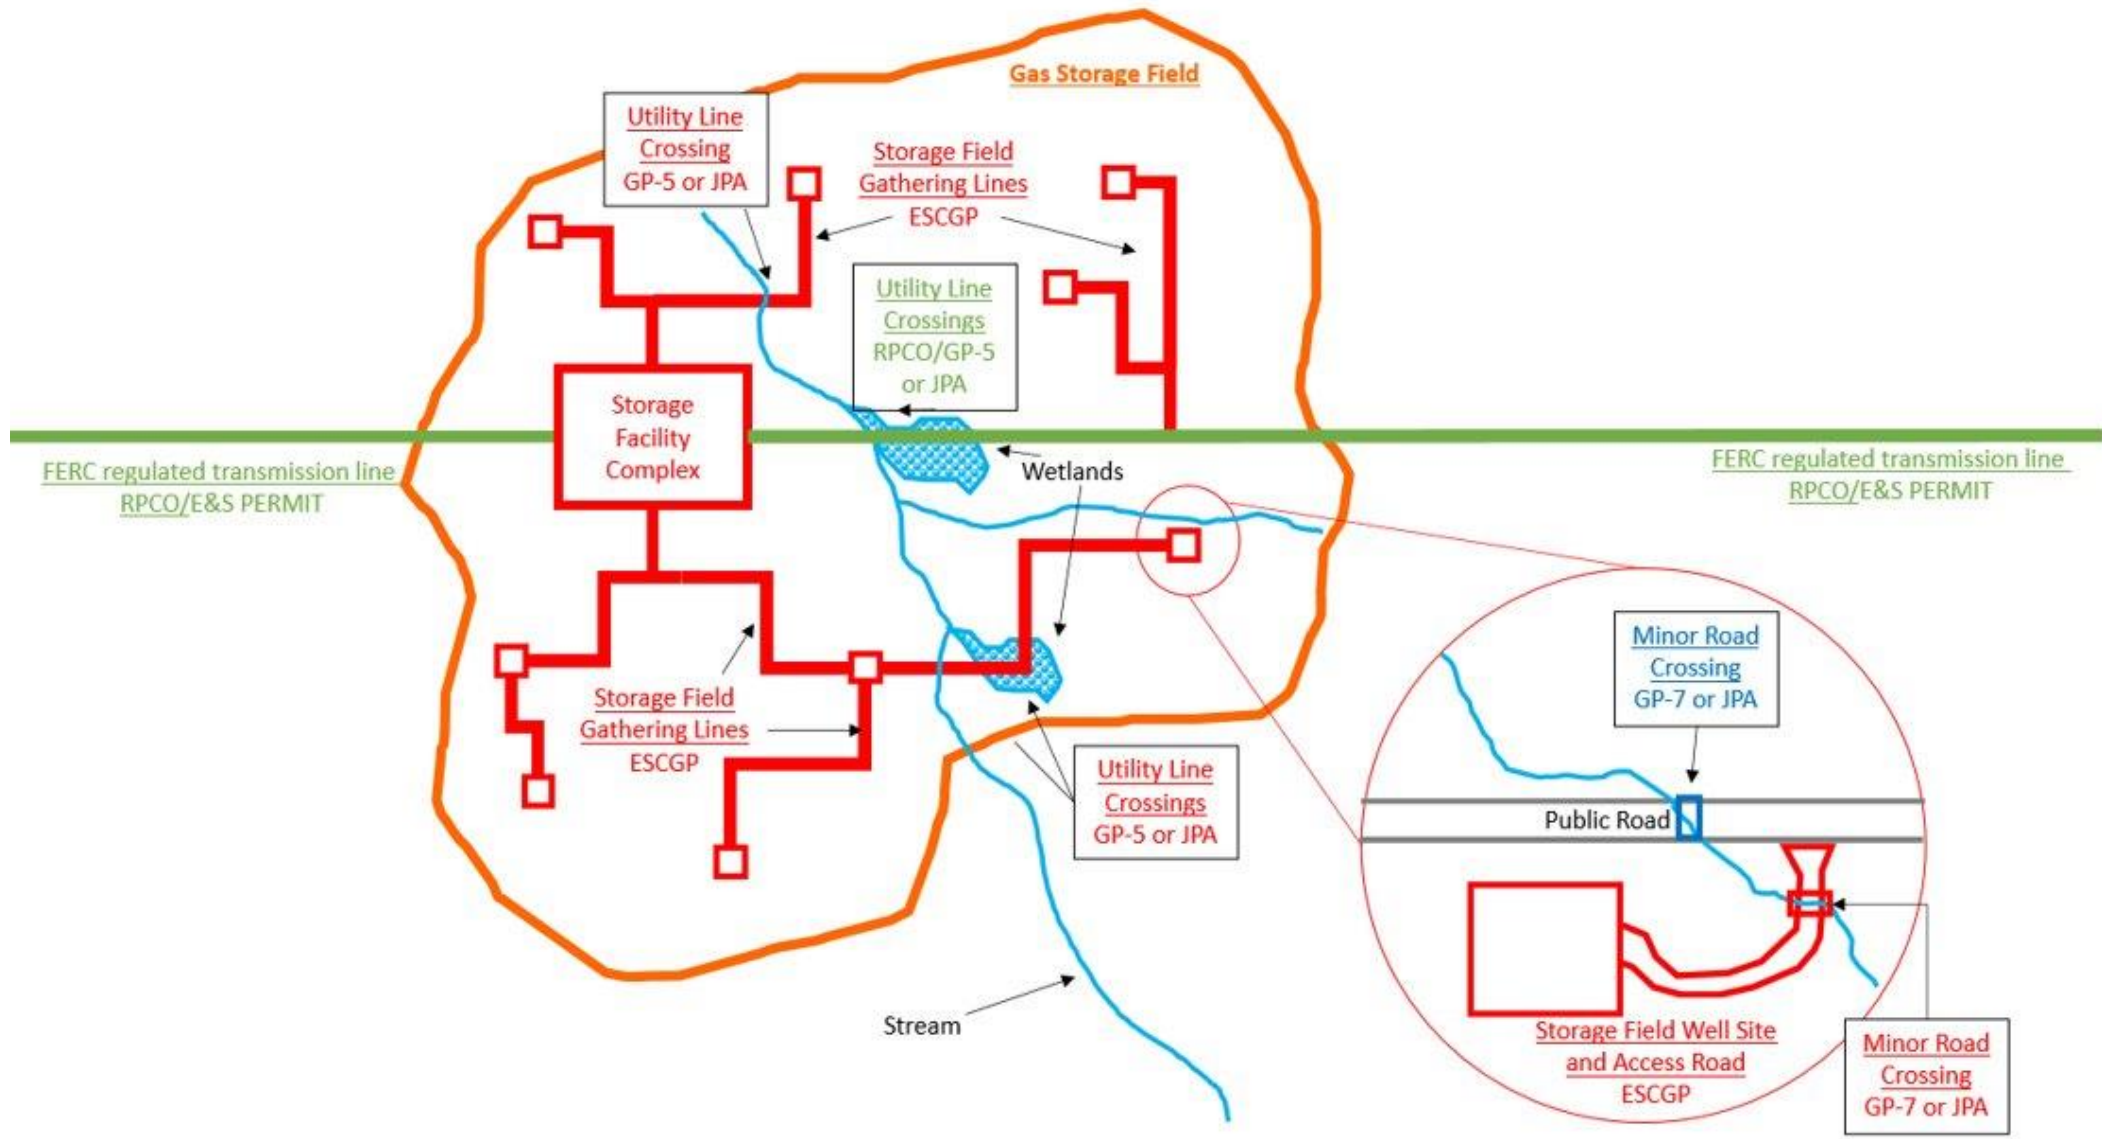 Gas Storage Field
Utility Line
Crossing
GP-5 or JPA
Storage Field
Gathering Lines
ESCGP
Utility Line
Crossings
RPCO/GP-5
or JPA
Storage
Facility
Complex
FERC regulated transmission line
RPCO/E&S PERMIT
Wetlands
FERC regulated transmission line
RPCO/E&S PERMIT
Storage Field
Gathering Lines
ESCGP
Utility Line
Crossings
GP-5 or JPA
Minor Road
Crossing
GP-7 or JPA
Public Road
Stream
Storage Field Well Site
and Access Road
ESCGP
Minor Road
Crossing
GP-7 or JPA